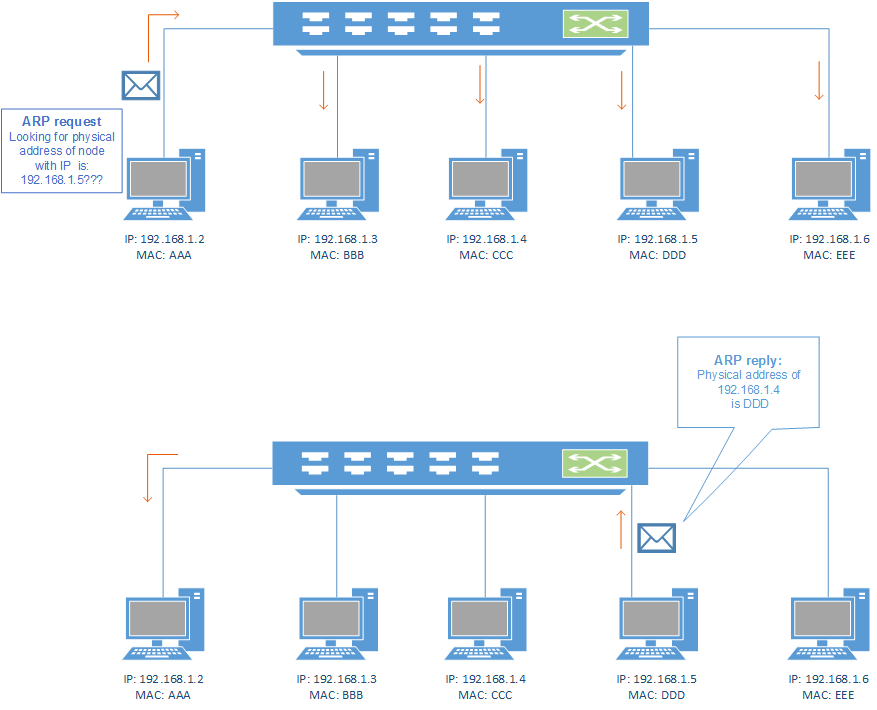 ARP request
Looking for physical
address of node
with IP is:
192.168.1.5???
IP: 192.168.1.2
MAC: AAA
IP: 192.168.1.3
MAC: BBB
IP: 192.168.1.4
MAC: CCC
IP: 192.168.1.5
MAC: DDD
IP: 192.168.1.6
MAC: EEE
ARP reply:
Physical address of
192.168.1.4
is DDD
IP: 192.168.1.2
MAC: AAA
IP: 192.168.1.3
MAC: BBB
IP: 192.168.1.4
MAC: CCC
IP: 192.168.1.5
MAC: DDD
IP: 192.168.1.6
MAC: EEE